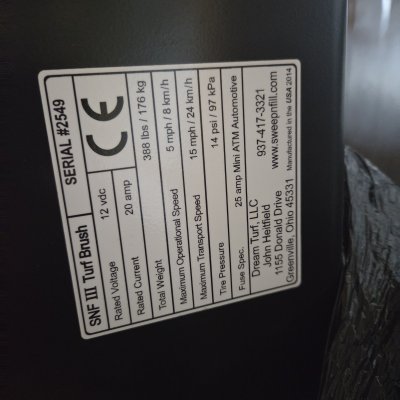 SNF III Turf Brush SERIAL #2549
Rated Voltage 12 vdc
Rated Current 20 amp
CE
Total Weight 388 lbs / 176 kg
Maximum Operational Speed 5 mph / 8 km/h
Maximum Transport Speed 15 mph / 24 km/h
Tire Pressure 14 psi / 97 kPa
Fuse Spec. 25 amp Mini ATM Automotive
Dream Turf, LLC 937-417-3321
John Heitfield www.sweepnfill.com
1155 Donald Drive
Greenville, Ohio 45331 Manufactured in the USA 2014